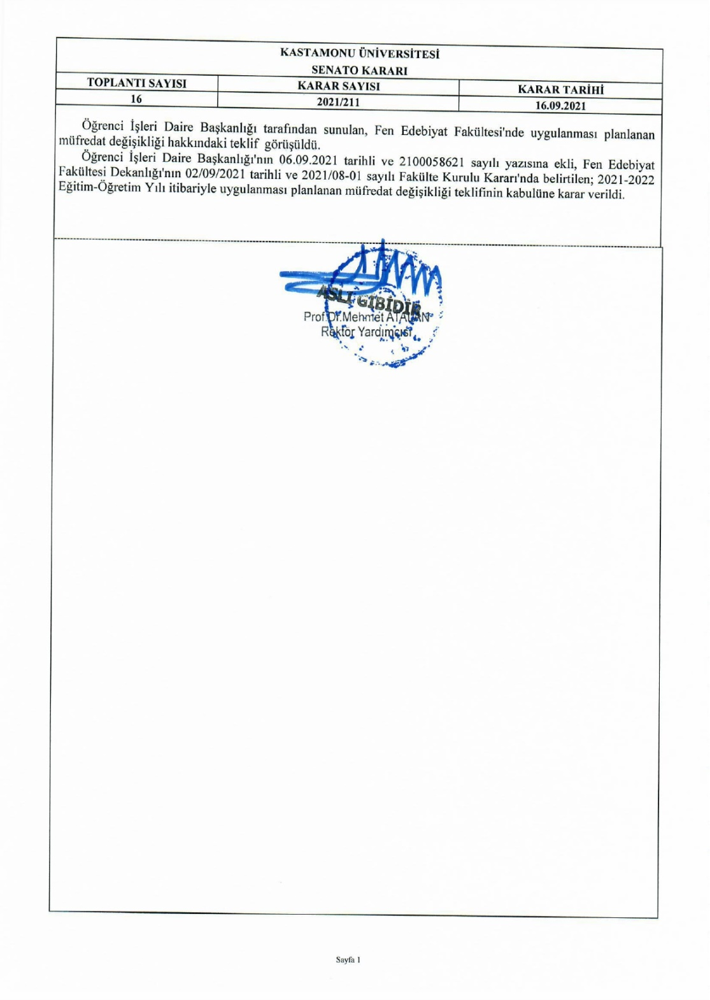 KASTAMONU ÜNİVERSİTESİ
SENATO KARARI
TOPLANTI SAYISI KARAR SAYISI KARAR TARİHİ
16 2021/211 16.09.2021
Öğrenci İşleri Daire Başkanlığı tarafından sunulan, Fen Edebiyat Fakültesi'nde uygulanması planlanan
müfredat değişikliği hakkındaki teklif görüşüldü.
Öğrenci İşleri Daire Başkanlığı'nın 06.09.2021 tarihli ve 2100058621 sayılı yazısına ekli, Fen Edebiyat
Fakültesi Dekanlığı'nın 02/09/2021 tarihli ve 2021/08-01 sayılı Fakülte Kurulu Kararı'nda belirtilen; 2021-2022
Eğitim-Öğretim Yılı itibariyle uygulanması planlanan müfredat değişikliği teklifinin kabulüne karar verildi.
ASLI GİBİDİR
Prof.Dr.Mehmet ATALAN
Rektör Yardımcısı
Sayfa 1